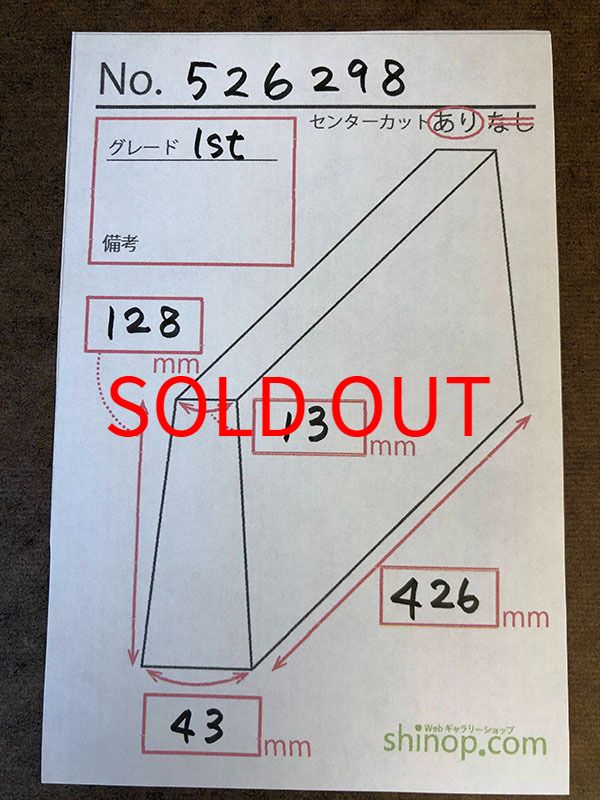 No. 526298
センターカット あり なし
グレード 1st
備考
128 mm
SOLD OUT
13 mm
426 mm
43 mm
Webギャラリーショップ
shinop.com